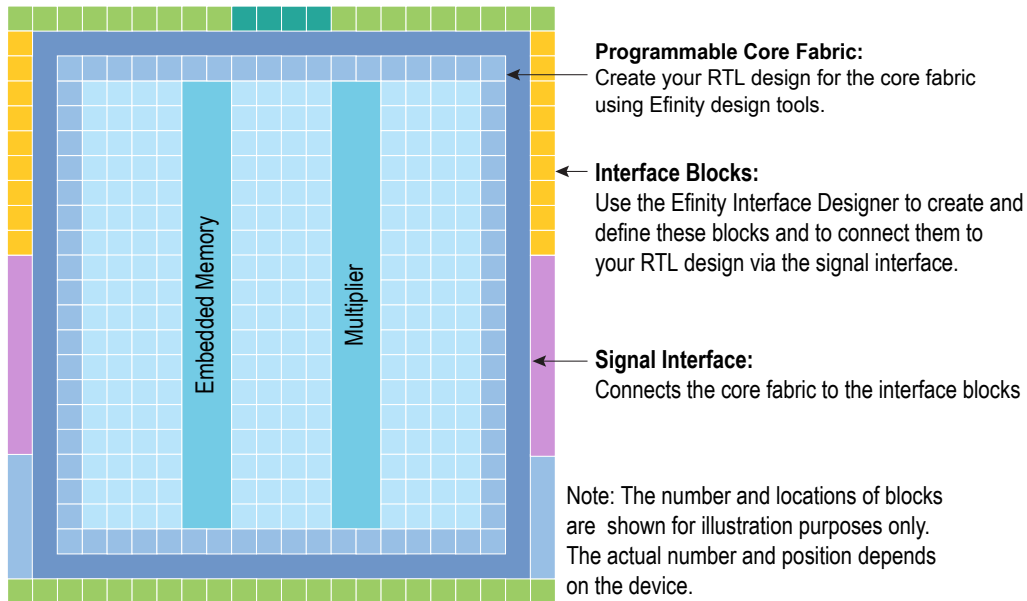 Programmable Core Fabric:
Create your RTL design for the core fabric
using Efinity design tools.
Interface Blocks:
Use the Efinity Interface Designer to create and
define these blocks and to connect them to
your RTL design via the signal interface.
Embedded Memory
Multiplier
Signal Interface:
Connects the core fabric to the interface blocks
Note: The number and locations of blocks
are shown for illustration purposes only.
The actual number and position depends
on the device.